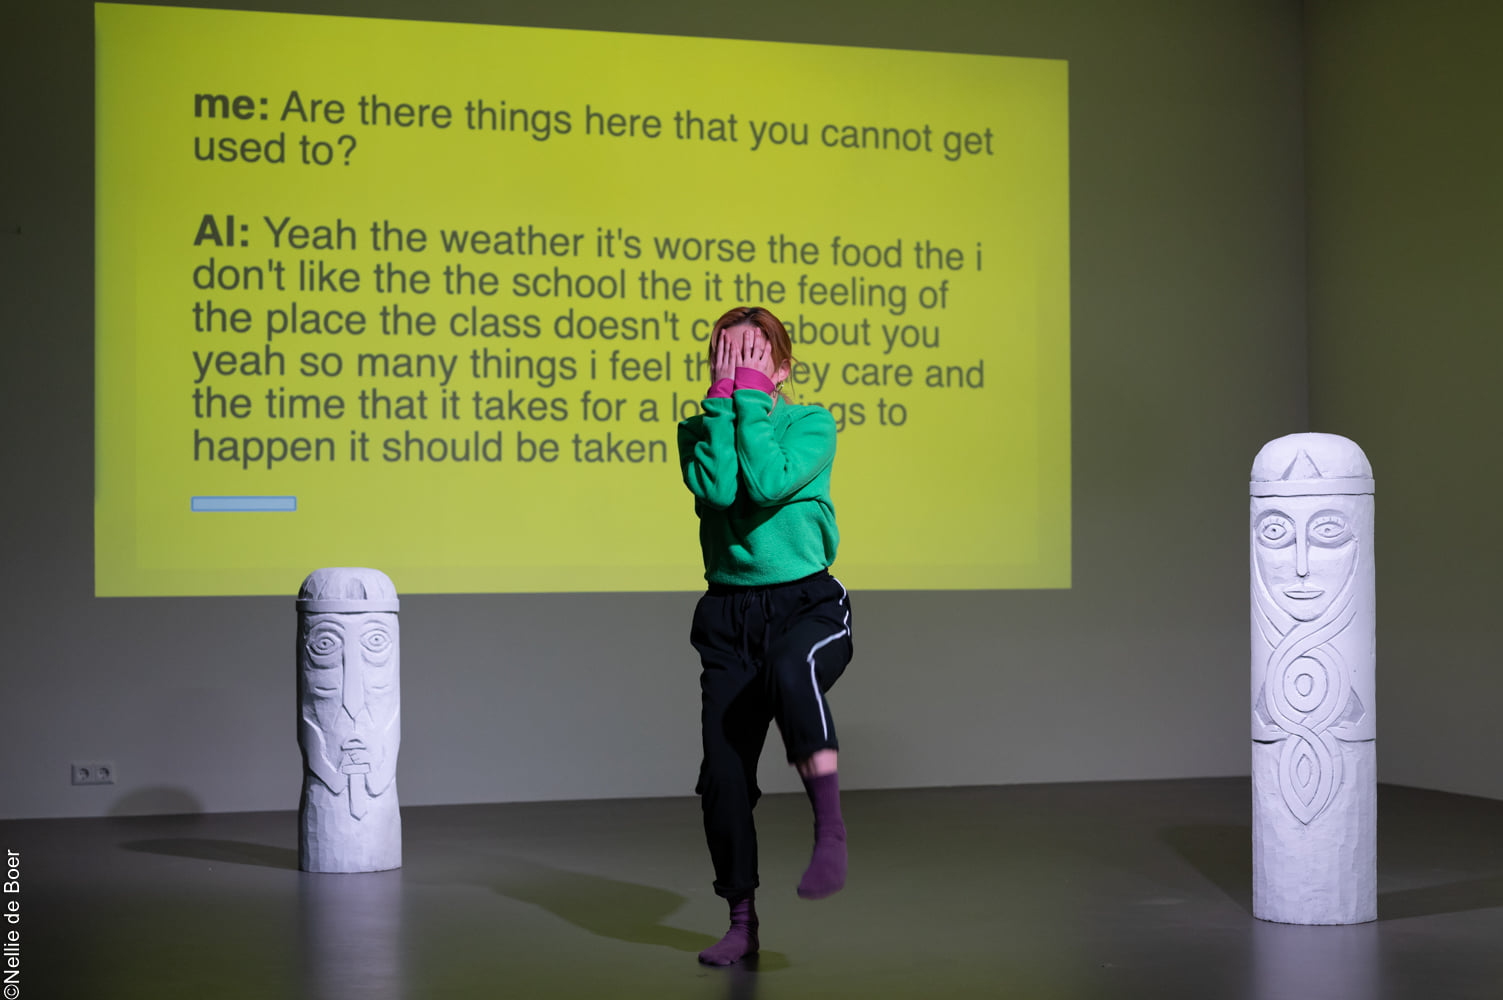 me: Are there things here that you cannot get
used to?
AI: Yeah the weather it's worse the food the i
don't like the the school the it the feeling of
the place the class doesn't about you
yeah so many things i feel care and
the time that it takes for a to
happen it should be taken
©Nellie de Boer